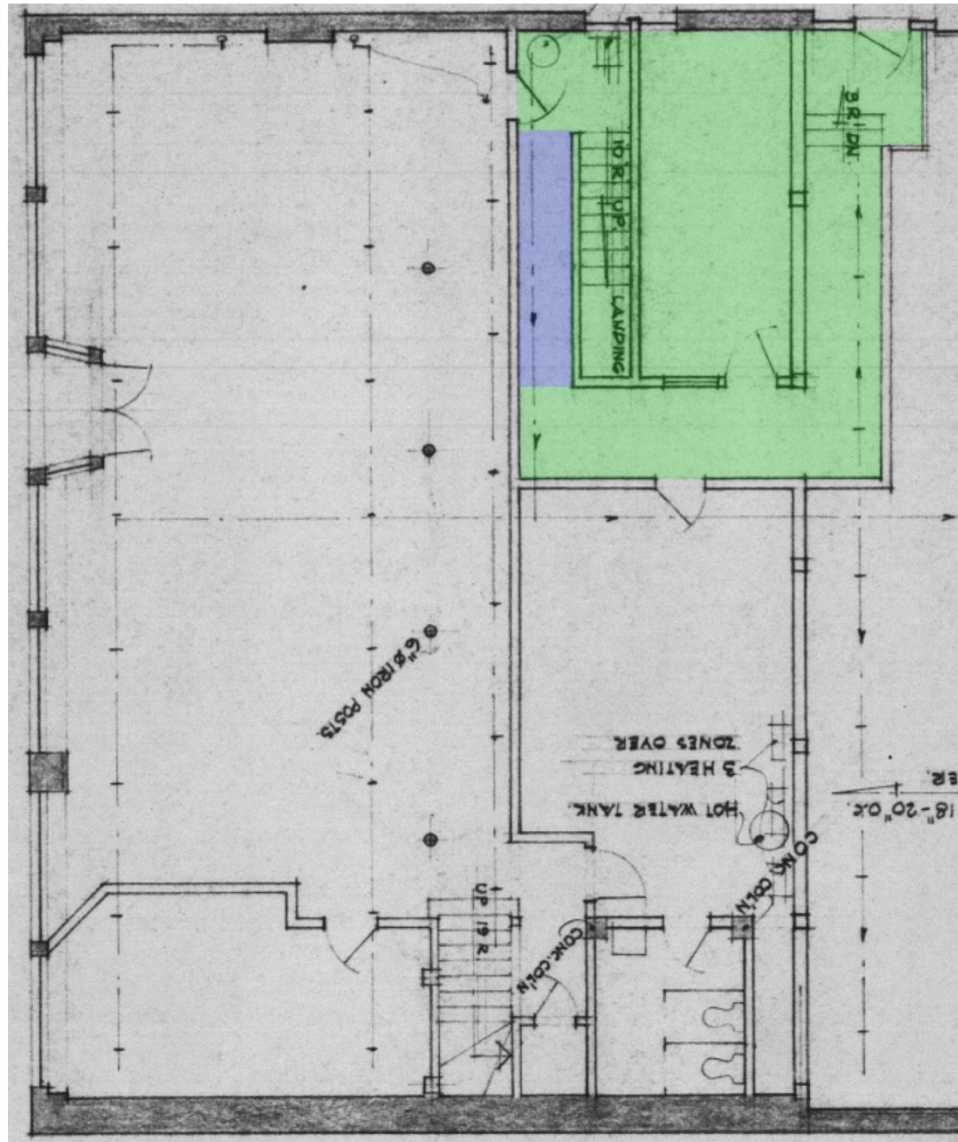 8 R' DN.
10 R. UP.
LANDING
6" Ø IRON POSTS.
3 HEATING
ZONES OVER
HOT WATER TANK.
CONC. COL'N
18"-20" O.C.
UP 19 R.
CONC. COL'N